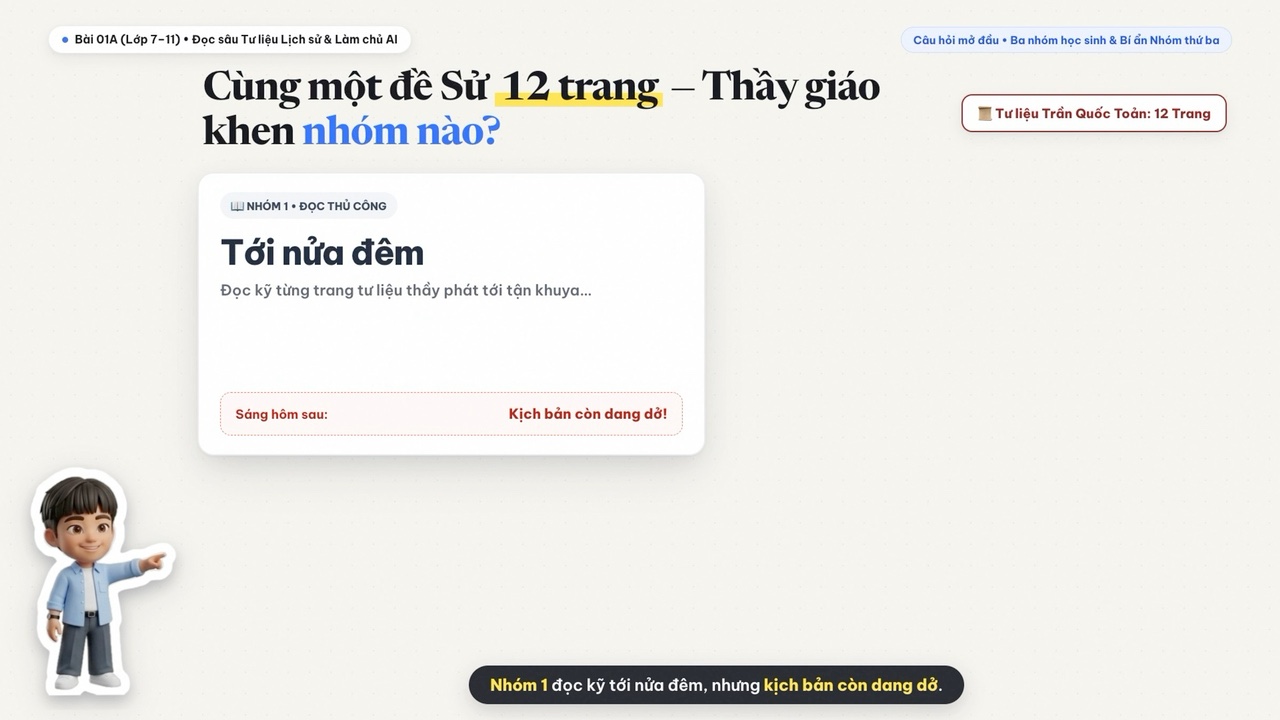 Bài 01A (Lớp 7–11) • Đọc sâu Tư liệu Lịch sử & Làm chủ AI
Câu hỏi mở đầu • Ba nhóm học sinh & Bí ẩn Nhóm thứ ba
Cùng một đề Sử 12 trang – Thầy giáo
khen nhóm nào?
Tư liệu Trần Quốc Toản: 12 Trang
NHÓM 1 • ĐỌC THỦ CÔNG
Tới nửa đêm
Đọc kỹ từng trang tư liệu thầy phát tới tận khuya...
Sáng hôm sau: Kịch bản còn dang dở!
Nhóm 1 đọc kỹ tới nửa đêm, nhưng kịch bản còn dang dở.